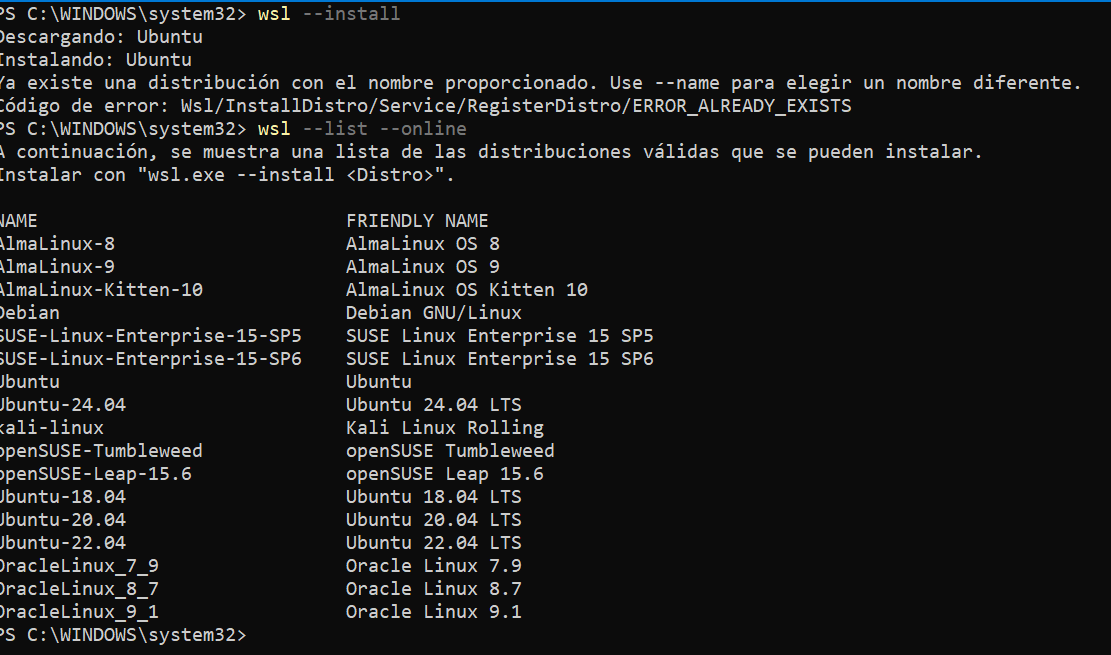 PS C:\WINDOWS\system32> wsl --install
Descargando: Ubuntu
Instalando: Ubuntu
Ya existe una distribución con el nombre proporcionado. Use --name para elegir un nombre diferente.
Código de error: Wsl/InstallDistro/Service/RegisterDistro/ERROR_ALREADY_EXISTS
PS C:\WINDOWS\system32> wsl --list --online
A continuación, se muestra una lista de las distribuciones válidas que se pueden instalar.
Instalar con "wsl.exe --install <Distro>".
NAME FRIENDLY NAME
AlmaLinux-8 AlmaLinux OS 8
AlmaLinux-9 AlmaLinux OS 9
AlmaLinux-Kitten-10 AlmaLinux OS Kitten 10
Debian Debian GNU/Linux
SUSE-Linux-Enterprise-15-SP5 SUSE Linux Enterprise 15 SP5
SUSE-Linux-Enterprise-15-SP6 SUSE Linux Enterprise 15 SP6
Ubuntu Ubuntu
Ubuntu-24.04 Ubuntu 24.04 LTS
kali-linux Kali Linux Rolling
openSUSE-Tumbleweed openSUSE Tumbleweed
openSUSE-Leap-15.6 openSUSE Leap 15.6
Ubuntu-18.04 Ubuntu 18.04 LTS
Ubuntu-20.04 Ubuntu 20.04 LTS
Ubuntu-22.04 Ubuntu 22.04 LTS
OracleLinux_7_9 Oracle Linux 7.9
OracleLinux_8_7 Oracle Linux 8.7
OracleLinux_9_1 Oracle Linux 9.1
PS C:\WINDOWS\system32>